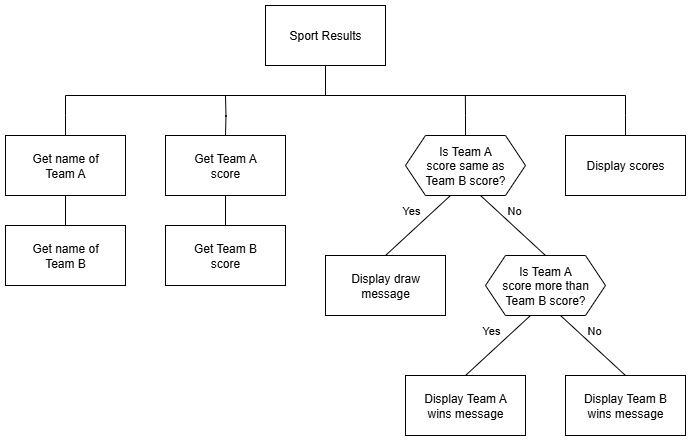 Sport Results
Get name of
Team A
Get Team A
score
Is Team A
score same as
Team B score?
Display scores
Get name of
Team B
Get Team B
score
Yes
No
Display draw
message
Is Team A
score more than
Team B score?
Yes
No
Display Team A
wins message
Display Team B
wins message